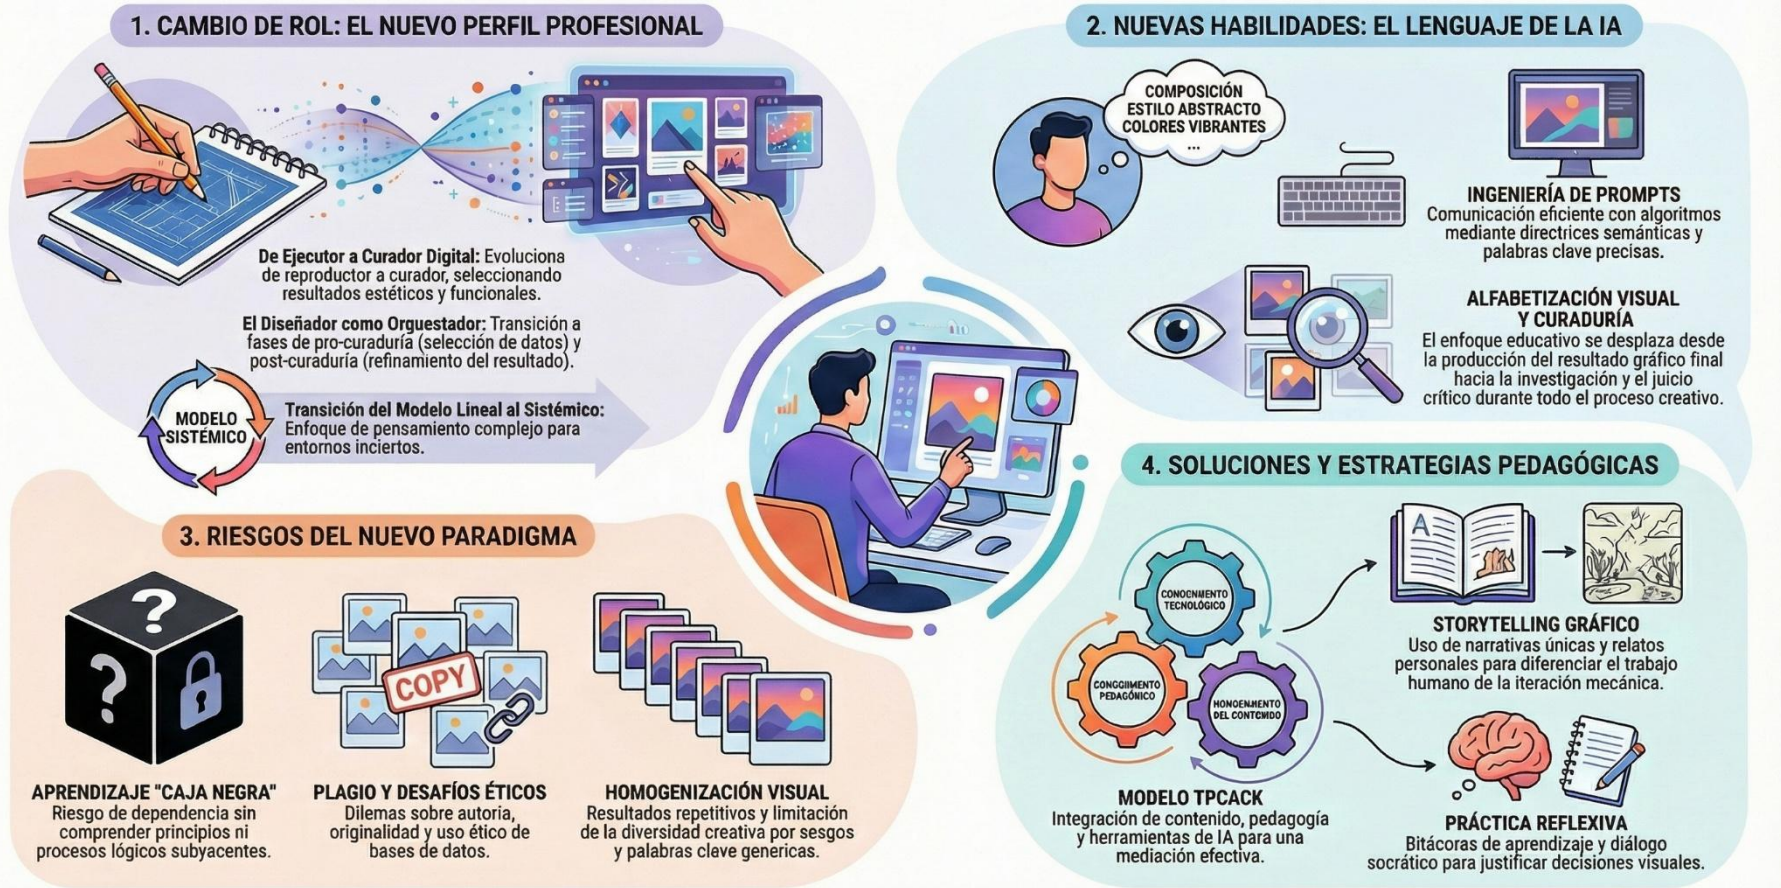 1. CAMBIO DE ROL: EL NUEVO PERFIL PROFESIONAL
De Ejecutor a Curador Digital: Evoluciona
de reproductor a curador, seleccionando
resultados estéticos y funcionales.
El Diseñador como Orguestador: Transición a
fases de pro-curaduría (selección de datos) y
post-curaduría (refinamiento del resultado).
MODELO
SISTÉMICO
Transición del Modelo Lineal al Sistémico:
Enfoque de pensamiento complejo para
entornos inciertos.
2. NUEVAS HABILIDADES: EL LENGUAJE DE LA IA
COMPOSICIÓN
ESTILO ABSTRACTO
COLORES VIBRANTES
...
INGENIERÍA DE PROMPTS
Comunicación eficiente con algoritmos
mediante directrices semánticas y
palabras clave precisas.
ALFABETIZACIÓN VISUAL
Y CURADURÍA
El enfoque educativo se desplaza desde
la producción del resultado gráfico final
hacia la investigación y el juicio
crítico durante todo el proceso creativo.
3. RIESGOS DEL NUEVO PARADIGMA
?
?
COPY
APRENDIZAJE "CAJA NEGRA"
Riesgo de dependencia sin
comprender principios ni
procesos lógicos subyacentes.
PLAGIO Y DESAFÍOS ÉTICOS
Dilemas sobre autoria,
originalidad y uso ético de
bases de datos.
HOMOGENIZACIÓN VISUAL
Resultados repetitivos y limitación
de la diversidad creativa por sesgos
y palabras clave genericas.
4. SOLUCIONES Y ESTRATEGIAS PEDAGÓGICAS
TECNOLÓGICO
PEDAGÓNICO
DEL CONTENIDO
MODELO TPCACK
Integración de contenido, pedagogía
y herramientas de IA para una
mediación efectiva.
A
STORYTELLING GRÁFICO
Uso de narrativas únicas y relatos
personales para diferenciar el trabajo
humano de la iteración mecánica.
PRÁCTICA REFLEXIVA
Bitácoras de aprendizaje y diálogo
socrático para justificar decisiones visuales.